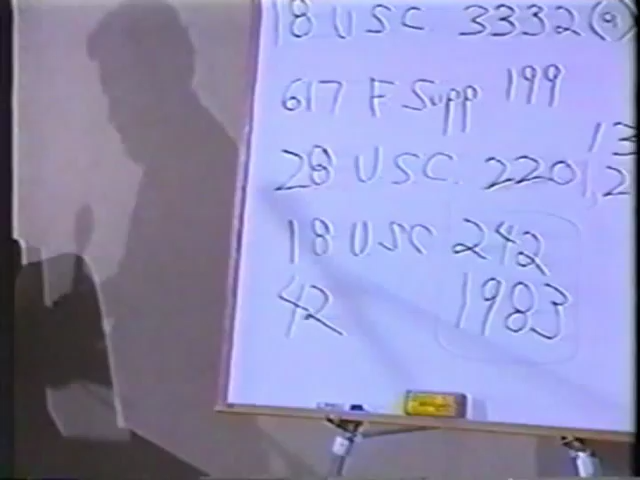 18 USC 3332(a)
617 F Supp 199
28 USC. 2201,2
18 USC 242
42 1983